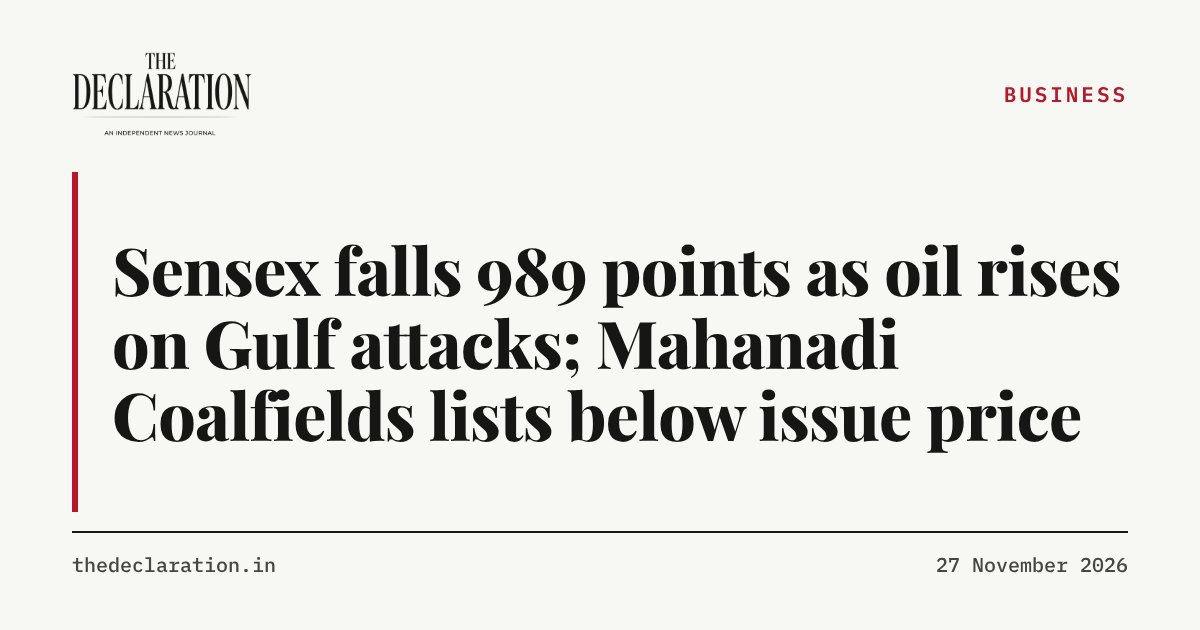 THE
DECLARATION
AN INDEPENDENT NEWS JOURNAL
BUSINESS
Sensex falls 989 points as oil rises
on Gulf attacks; Mahanadi
Coalfields lists below issue price
thedeclaration.in
27 November 2026